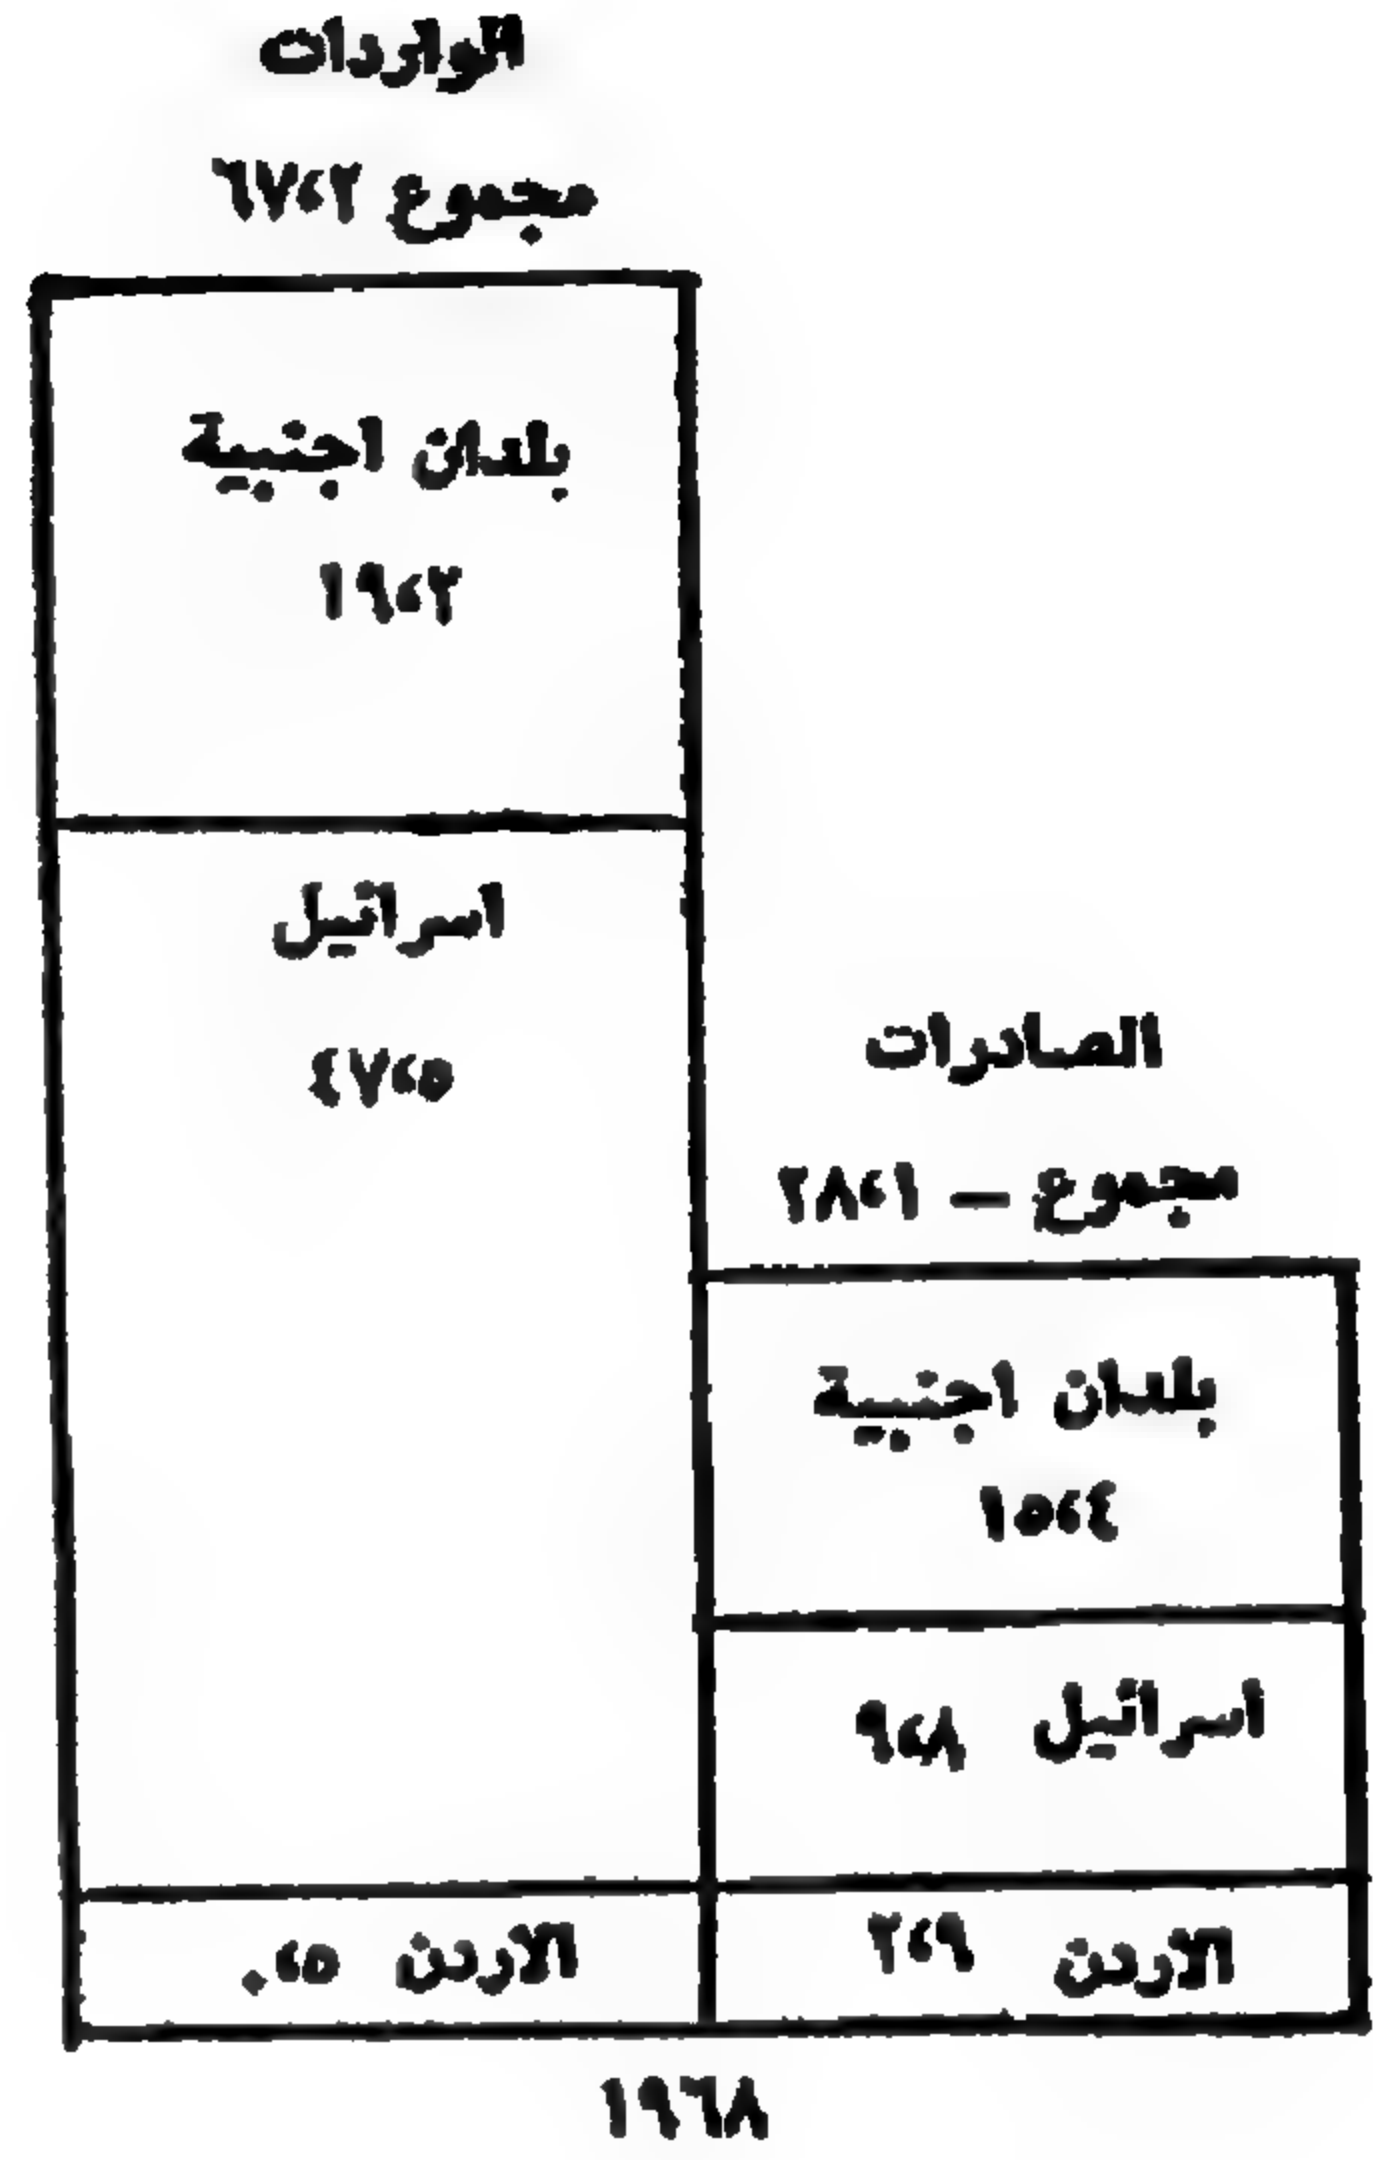 الواردات
مجموع ٦٧،٢
بلدان اجنبية
١٩،٢
اسرائيل
٤٧،٥
الاردن ٠،٥
الصادرات
مجموع — ٢٨،١
بلدان اجنبية
١٥،٤
اسرائيل ٩،٨
الاردن ٢،٩
١٩٦٨